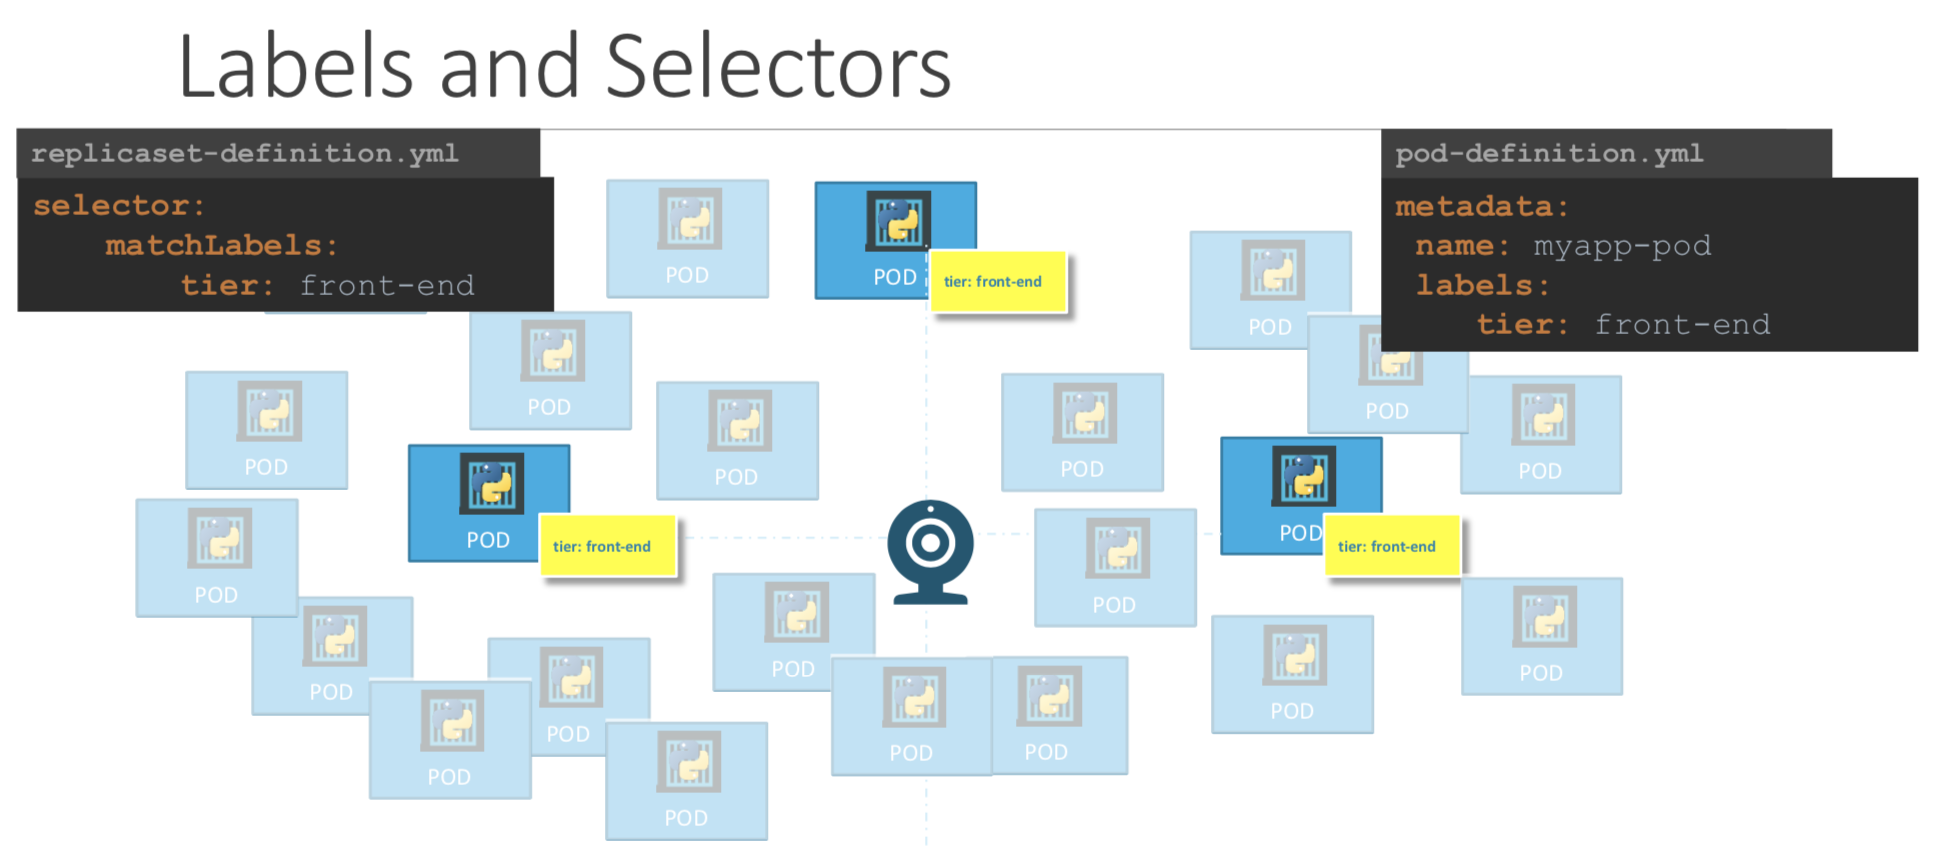 Labels and Selectors
replicaset-definition.yml
selector:
matchLabels:
tier: front-end
pod-definition.yml
metadata:
name: myapp-pod
labels:
tier: front-end
POD
POD
tier: front-end
POD
POD
POD
POD
POD
POD
POD
POD
POD
tier: front-end
POD
tier: front-end
POD
POD
POD
POD
POD
POD
POD
POD
POD
POD
POD
POD